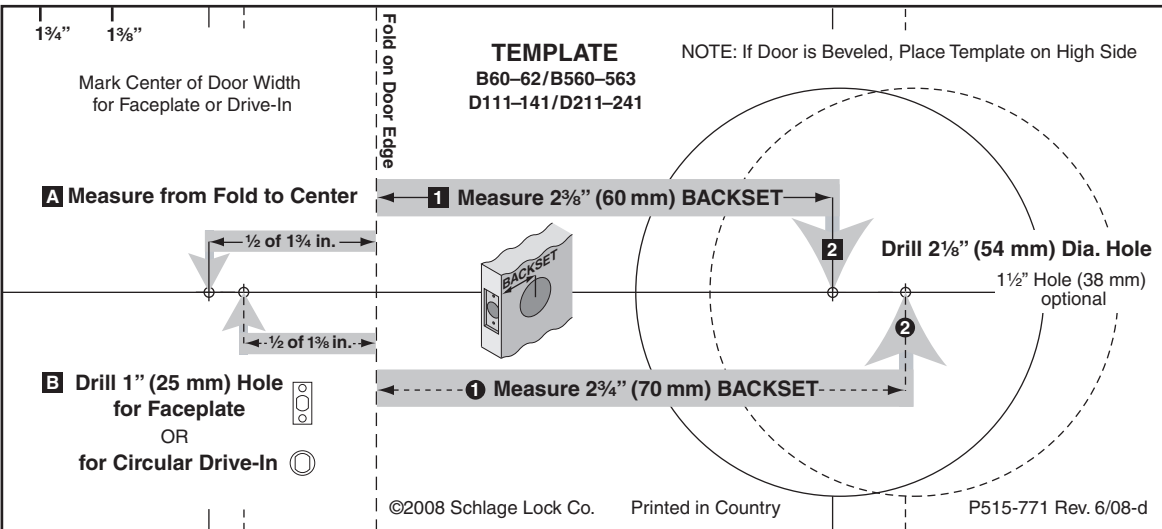 1¾” 1⅜”
Mark Center of Door Width
for Faceplate or Drive-In
Fold on Door Edge
TEMPLATE
B60–62/B560–563
D111–141/D211–241
NOTE: If Door is Beveled, Place Template on High Side
A Measure from Fold to Center
1 Measure 2⅜” (60 mm) BACKSET
½ of 1¾ in.
2
Drill 2⅛” (54 mm) Dia. Hole
1½” Hole (38 mm)
optional
BACKSET
½ of 1⅜ in.
2
B Drill 1” (25 mm) Hole
for Faceplate
OR
for Circular Drive-In
1 Measure 2¾” (70 mm) BACKSET
©2008 Schlage Lock Co. Printed in Country P515-771 Rev. 6/08-d